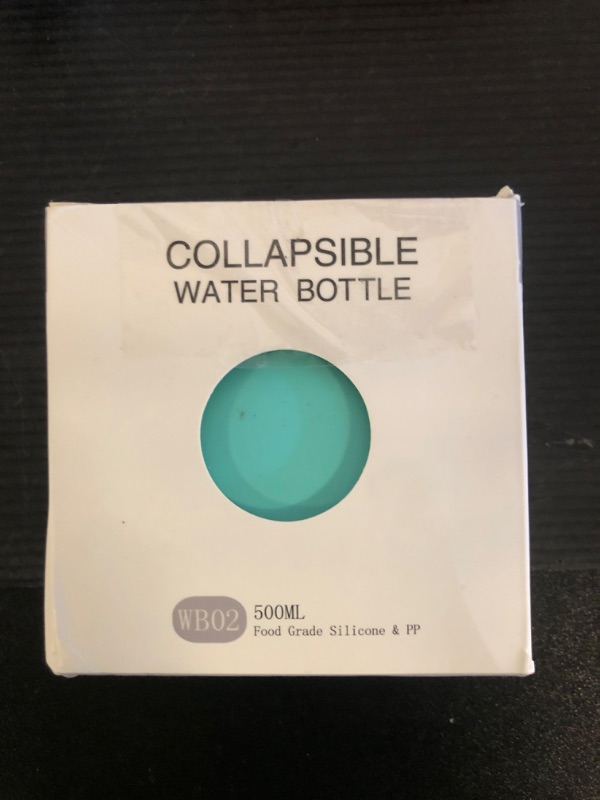 COLLAPSIBLE
WATER BOTTLE
WB02
500ML
Food Grade Silicone & PP